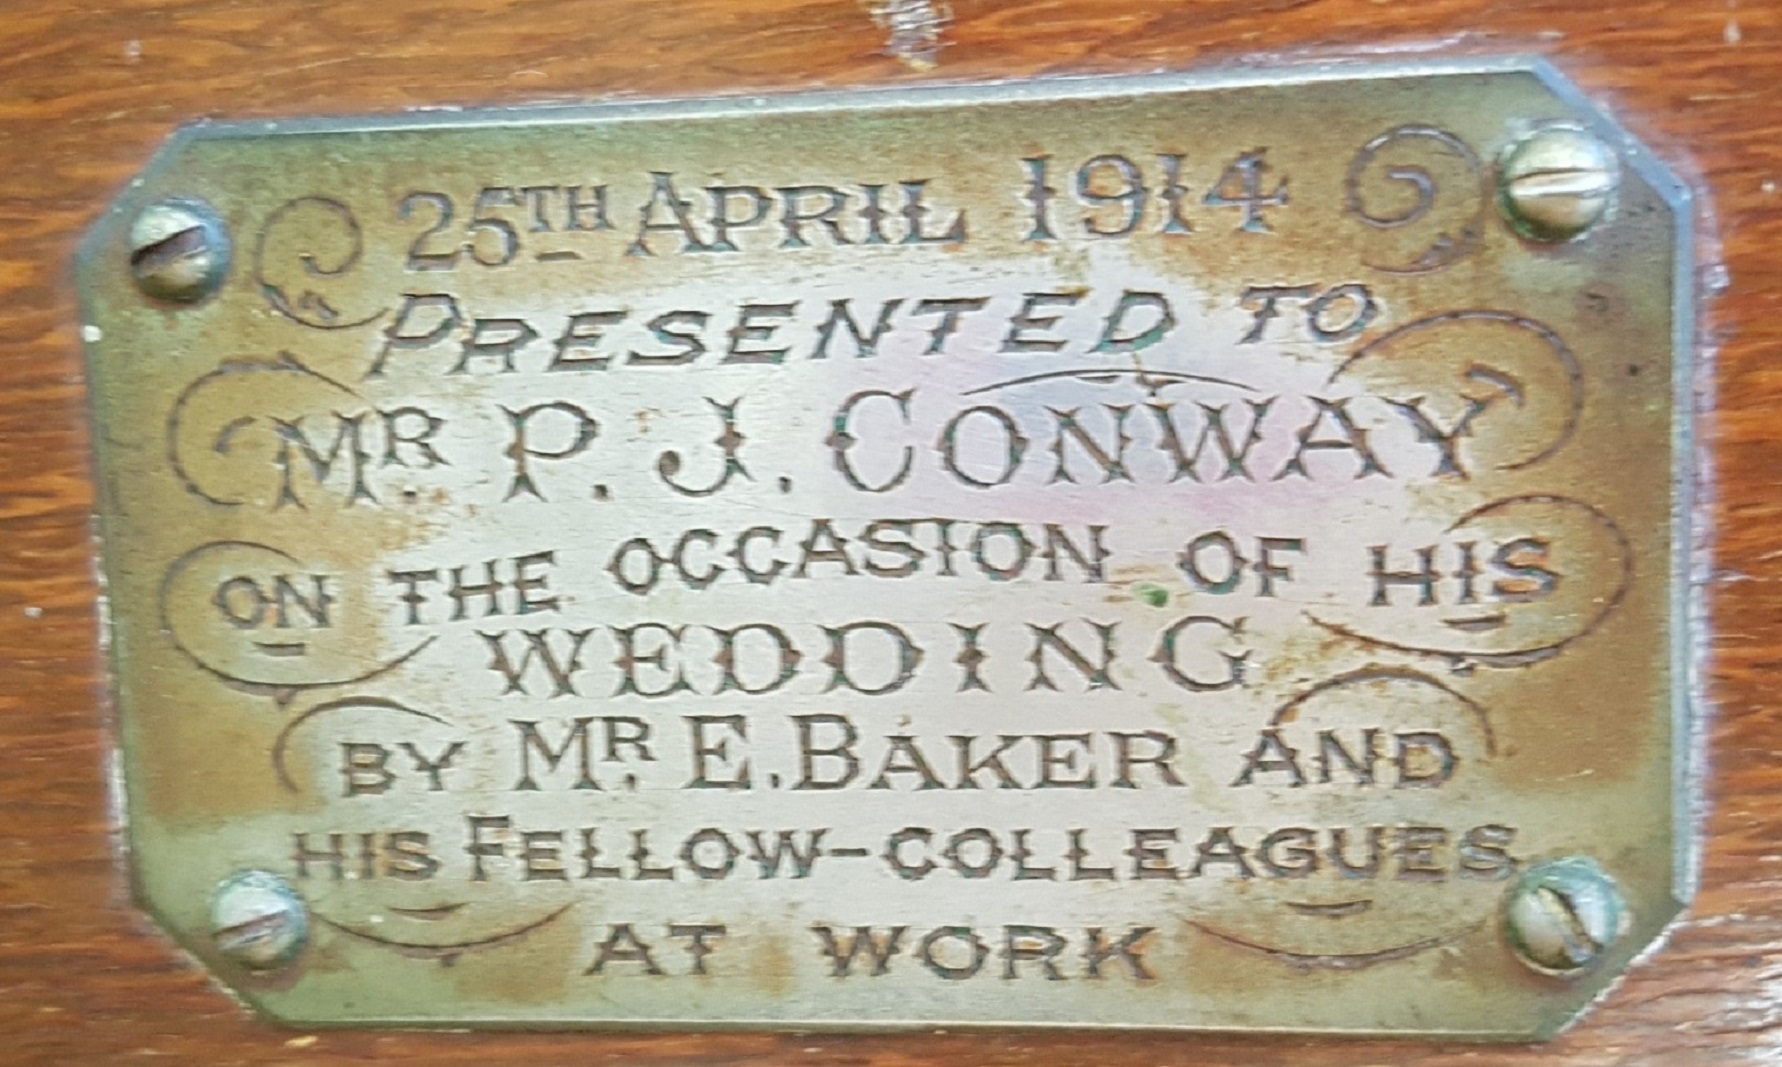 25TH APRIL 1914
PRESENTED TO
MR. P. J. CONWAY
ON THE OCCASION OF HIS
WEDDING
BY MR. E. BAKER AND
HIS FELLOW-COLLEAGUES
AT WORK